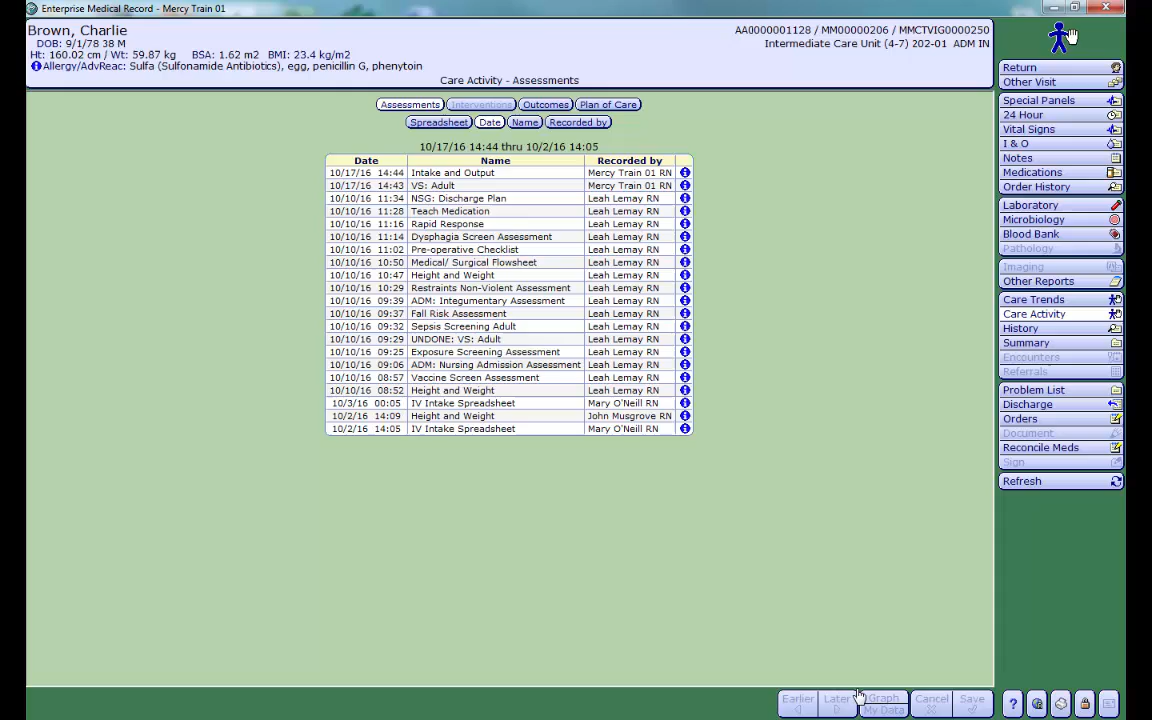 Enterprise Medical Record - Mercy Train 01
Brown, Charlie
DOB: 9/1/78 38 M
Ht: 160.02 cm / Wt: 59.87 kg BSA: 1.62 m2 BMI: 23.4 kg/m2
Allergy/AdvReac: Sulfa (Sulfonamide Antibiotics), egg, penicillin G, phenytoin
AA0000001128 / MM00000206 / MMCTVIG0000250
Intermediate Care Unit (4-7) 202-01 ADM IN
Care Activity - Assessments
Assessments Interventions Outcomes Plan of Care
Spreadsheet Date Name Recorded by
10/17/16 14:44 thru 10/2/16 14:05
Date Name Recorded by
10/17/16 14:44 Intake and Output Mercy Train 01 RN
10/17/16 14:43 VS: Adult Mercy Train 01 RN
10/10/16 11:34 NSG: Discharge Plan Leah Lemay RN
10/10/16 11:28 Teach Medication Leah Lemay RN
10/10/16 11:16 Rapid Response Leah Lemay RN
10/10/16 11:14 Dysphagia Screen Assessment Leah Lemay RN
10/10/16 11:02 Pre-operative Checklist Leah Lemay RN
10/10/16 10:50 Medical/ Surgical Flowsheet Leah Lemay RN
10/10/16 10:47 Height and Weight Leah Lemay RN
10/10/16 10:29 Restraints Non-Violent Assessment Leah Lemay RN
10/10/16 09:39 ADM: Integumentary Assessment Leah Lemay RN
10/10/16 09:37 Fall Risk Assessment Leah Lemay RN
10/10/16 09:32 Sepsis Screening Adult Leah Lemay RN
10/10/16 09:29 UNDONE: VS: Adult Leah Lemay RN
10/10/16 09:25 Exposure Screening Assessment Leah Lemay RN
10/10/16 09:06 ADM: Nursing Admission Assessment Leah Lemay RN
10/10/16 08:57 Vaccine Screen Assessment Leah Lemay RN
10/10/16 08:52 Height and Weight Leah Lemay RN
10/3/16 00:05 IV Intake Spreadsheet Mary O'Neill RN
10/2/16 14:09 Height and Weight John Musgrove RN
10/2/16 14:05 IV Intake Spreadsheet Mary O'Neill RN
Return
Other Visit
Special Panels
24 Hour
Vital Signs
I & O
Notes
Medications
Order History
Laboratory
Microbiology
Blood Bank
Pathology
Imaging
Other Reports
Care Trends
Care Activity
History
Summary
Encounters
Referrals
Problem List
Discharge
Orders
Document
Reconcile Meds
Sign
Refresh
Earlier Later Graph My Data Cancel Save ?